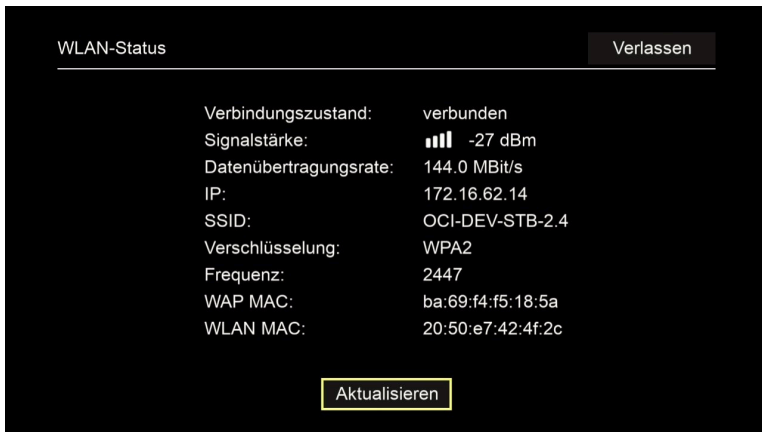 WLAN-Status Verlassen
Verbindungszustand: verbunden
Signalstärke: -27 dBm
Datenübertragungsrate: 144.0 MBit/s
IP: 172.16.62.14
SSID: OCI-DEV-STB-2.4
Verschlüsselung: WPA2
Frequenz: 2447
WAP MAC: ba:69:f4:f5:18:5a
WLAN MAC: 20:50:e7:42:4f:2c
Aktualisieren